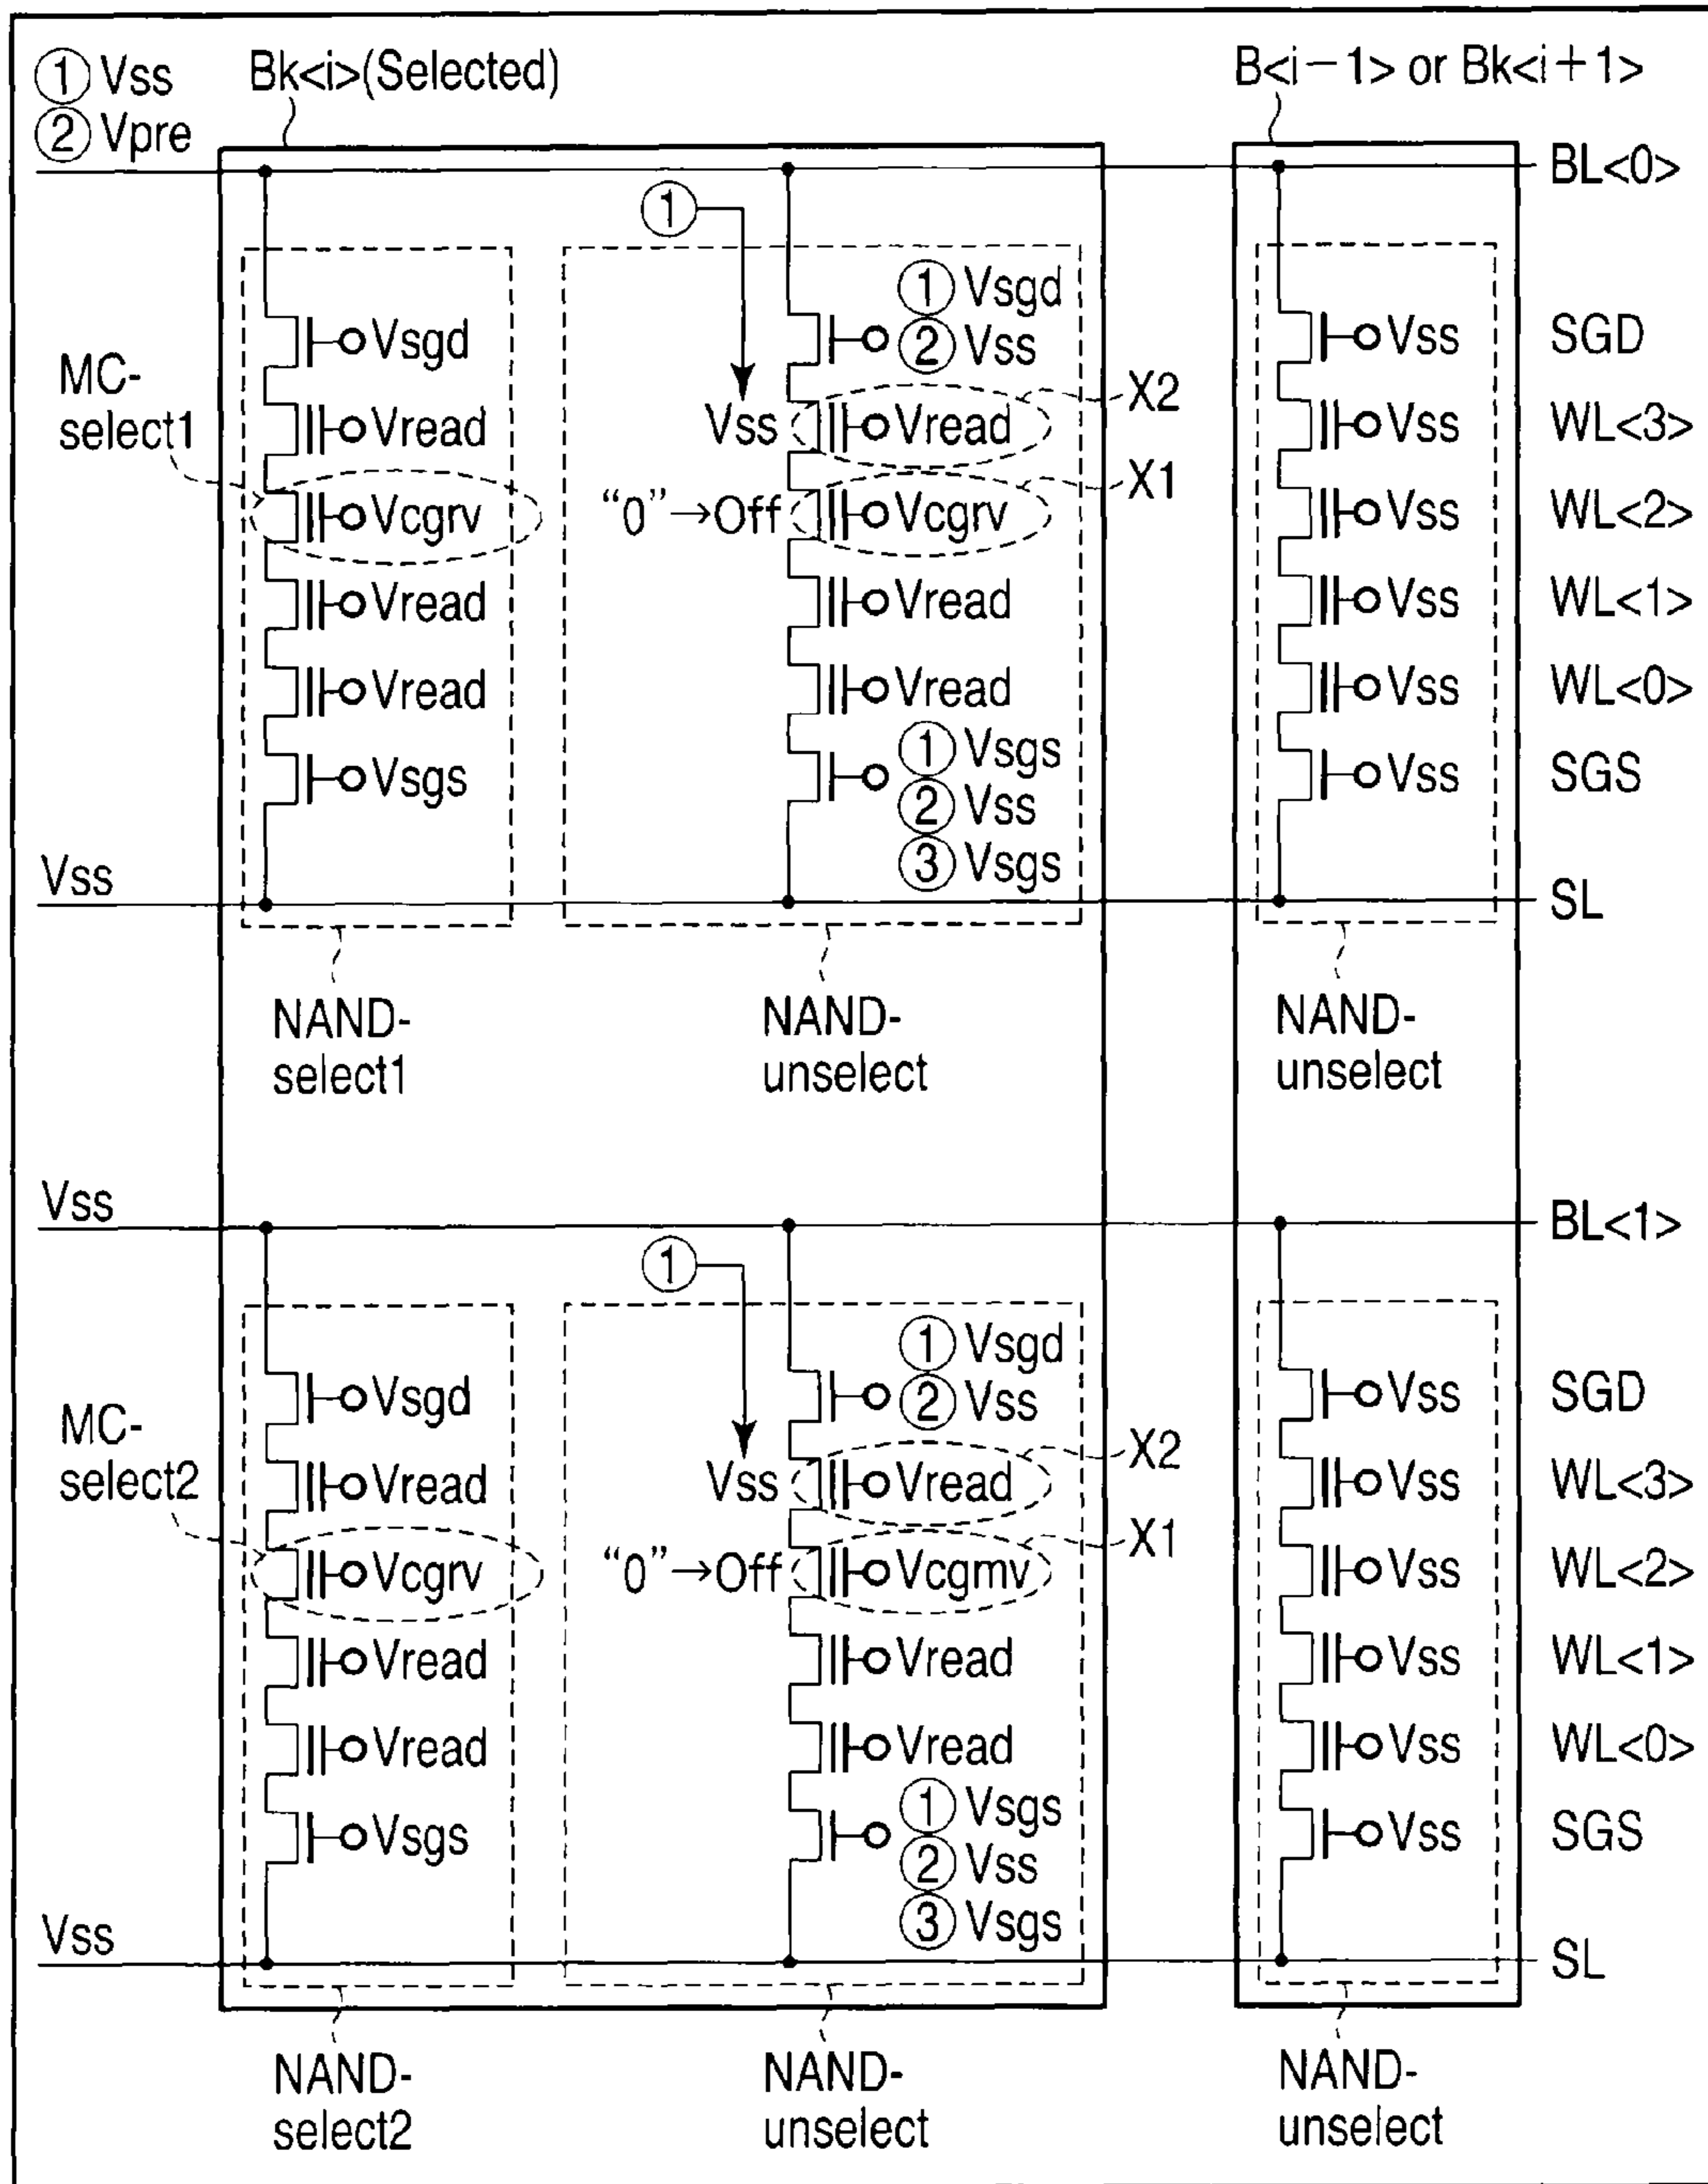 ① Vss
② Vpre
Bk<i>(Selected)
B<i−1> or Bk<i+1>
BL<0>
①
① Vsgd
② Vss
Vsgd
Vss
SGD
MC-
select1
Vread
Vss
Vread
X2
Vss
WL<3>
Vcgrv
"0"→Off
Vcgrv
X1
Vss
WL<2>
Vread
Vread
Vss
WL<1>
Vread
Vread
Vss
WL<0>
Vsgs
① Vsgs
② Vss
③ Vsgs
Vss
SGS
Vss
SL
NAND-
select1
NAND-
unselect
NAND-
unselect
Vss
BL<1>
①
① Vsgd
② Vss
Vsgd
Vss
SGD
MC-
select2
Vread
Vss
Vread
X2
Vss
WL<3>
Vcgrv
"0"→Off
Vcgmv
X1
Vss
WL<2>
Vread
Vread
Vss
WL<1>
Vread
Vread
Vss
WL<0>
Vsgs
① Vsgs
② Vss
③ Vsgs
Vss
SGS
Vss
SL
NAND-
select2
NAND-
unselect
NAND-
unselect